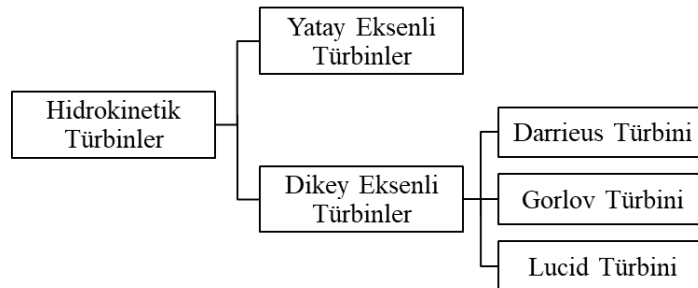 Yatay Eksenli
Türbinler
Hidrokinetik
Türbinler
Dikey Eksenli
Türbinler
Darrieus Türbini
Gorlov Türbini
Lucid Türbini